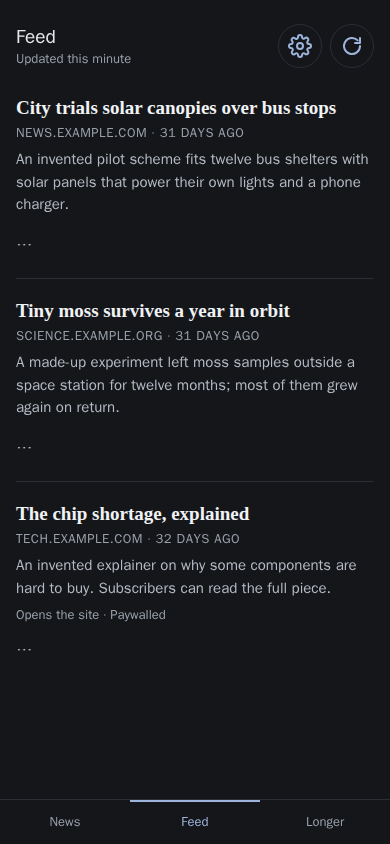 Feed
Updated this minute
City trials solar canopies over bus stops
NEWS.EXAMPLE.COM · 31 DAYS AGO
An invented pilot scheme fits twelve bus shelters with
solar panels that power their own lights and a phone
charger.
...
Tiny moss survives a year in orbit
SCIENCE.EXAMPLE.ORG · 31 DAYS AGO
A made-up experiment left moss samples outside a
space station for twelve months; most of them grew
again on return.
...
The chip shortage, explained
TECH.EXAMPLE.COM · 32 DAYS AGO
An invented explainer on why some components are
hard to buy. Subscribers can read the full piece.
Opens the site · Paywalled
...
News
Feed
Longer